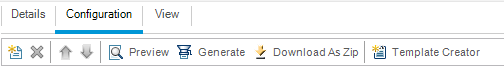 Details Configuration View
Preview Generate Download As Zip Template Creator